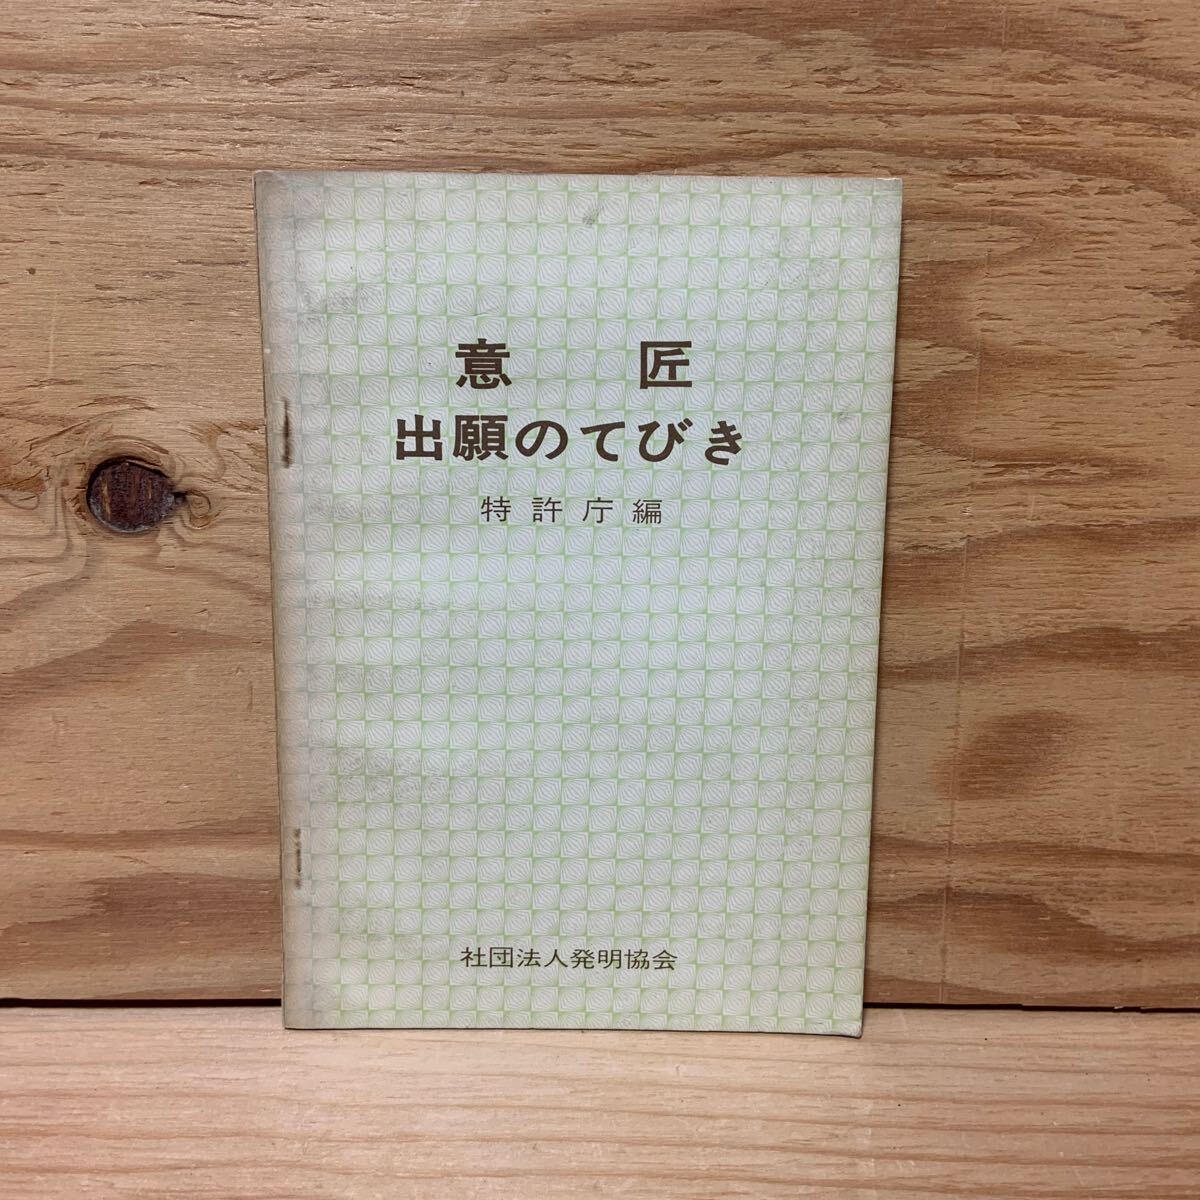 意匠
出願のてびき
特許庁編
社団法人発明協会